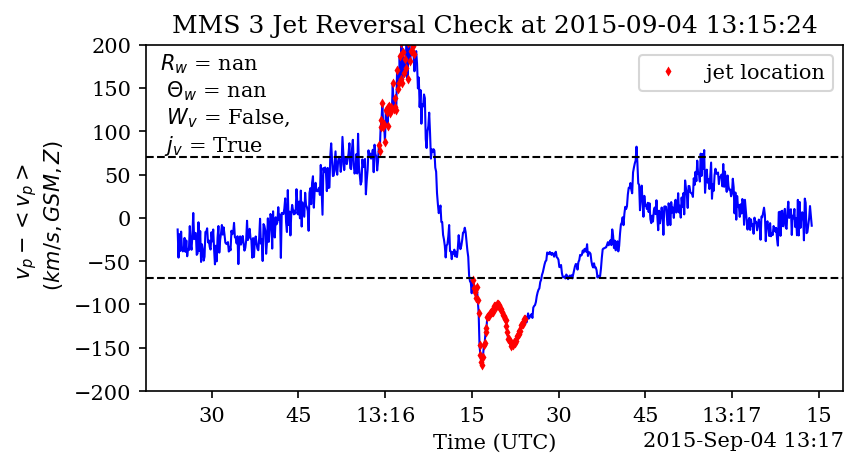 MMS 3 Jet Reversal Check at 2015-09-04 13:15:24
R_w = nan
Θ_w = nan
W_v = False,
j_v = True
jet location
v_p − < v_p >
(km/s, GSM, Z)
200
150
100
50
0
−50
−100
−150
−200
30 45 13:16 15 30 45 13:17 15
Time (UTC)
2015-Sep-04 13:17